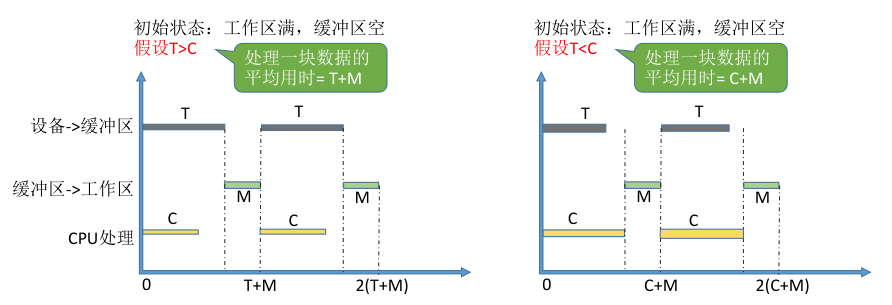 初始状态：工作区满，缓冲区空
假设T>C
处理一块数据的
平均用时= T+M
T
T
设备->缓冲区
缓冲区->工作区
M
M
C
C
CPU处理
0
T+M
2(T+M)
初始状态：工作区满，缓冲区空
假设T<C
处理一块数据的
平均用时= C+M
T
T
M
M
C
C
0
C+M
2(C+M)